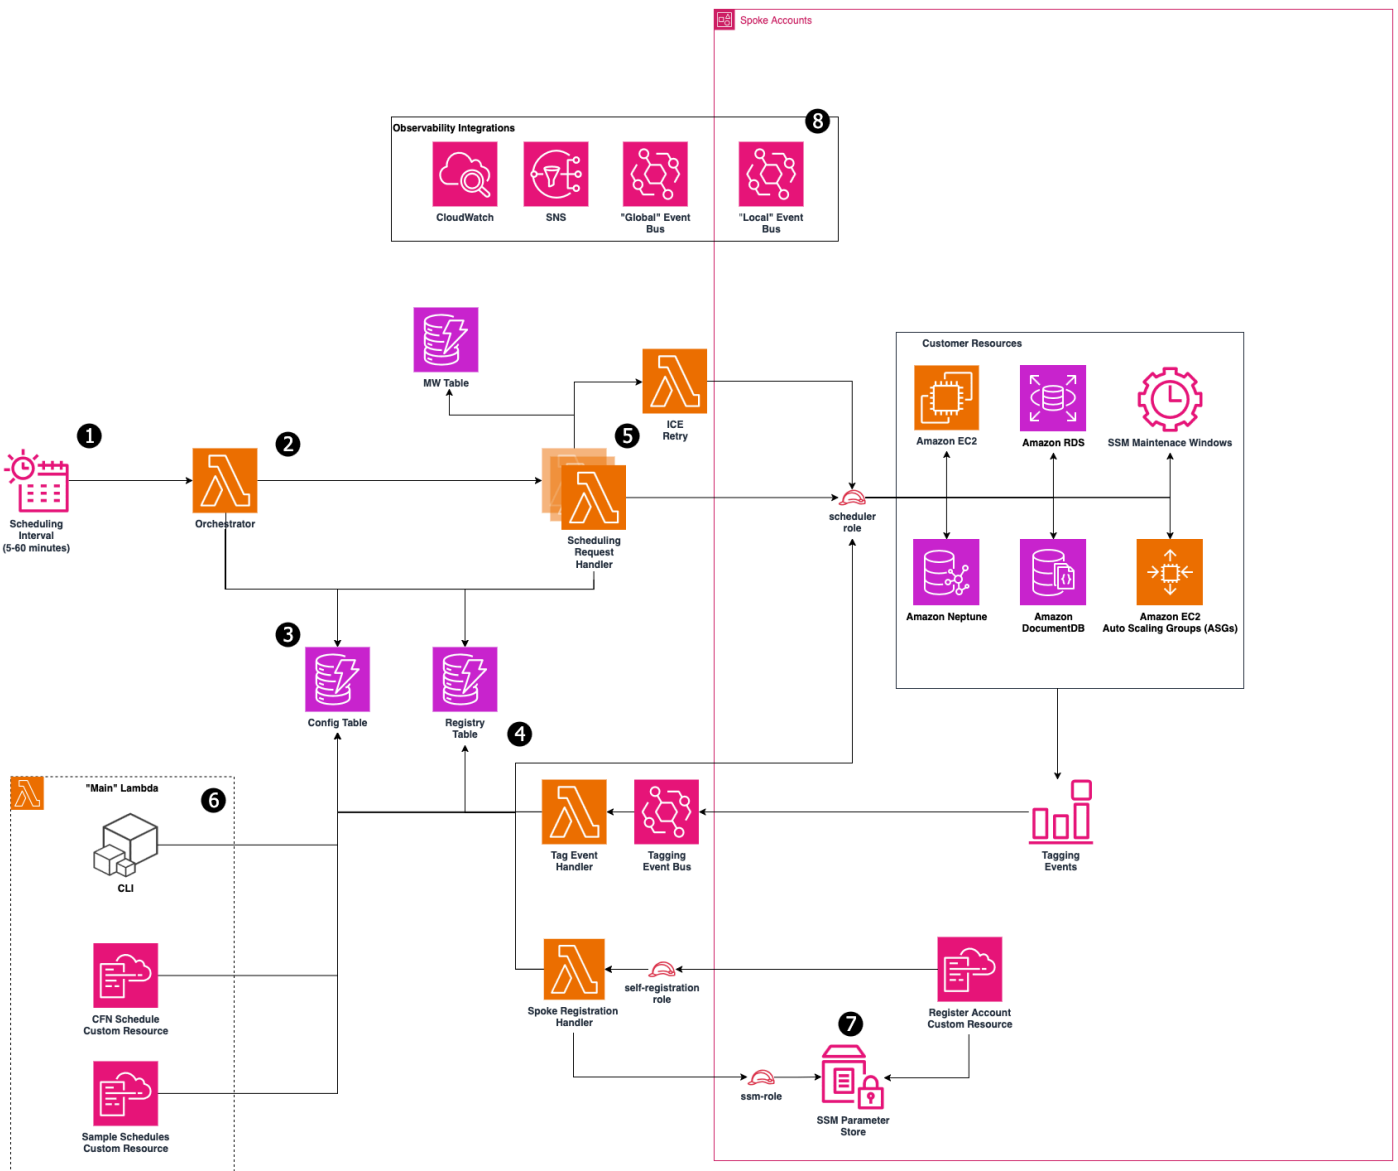 Spoke Accounts
8
Observability Integrations
CloudWatch
SNS
"Global" Event
Bus
"Local" Event
Bus
MW Table
ICE
Retry
Customer Resources
Amazon EC2
Amazon RDS
SSM Maintenace Windows
1
2
5
Scheduling
Interval
(5-60 minutes)
Orchestrator
Scheduling
Request
Handler
scheduler
role
Amazon Neptune
Amazon
DocumentDB
Amazon EC2
Auto Scaling Groups (ASGs)
3
Config Table
Registry
Table
4
"Main" Lambda
6
CLI
Tag Event
Handler
Tagging
Event Bus
Tagging
Events
CFN Schedule
Custom Resource
Spoke Registration
Handler
self-registration
role
Register Account
Custom Resource
7
Sample Schedules
Custom Resource
ssm-role
SSM Parameter
Store